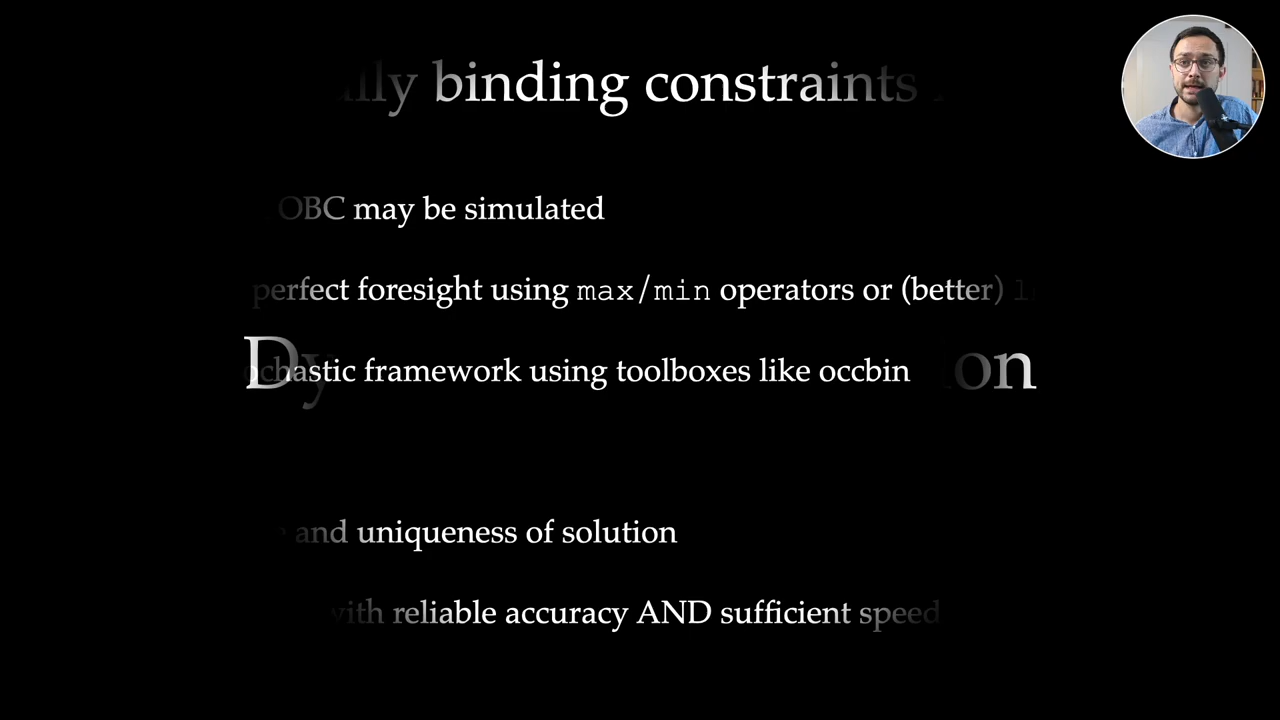 binding constraints
OBC may be simulated
perfect foresight using max/min operators or (better)
framework using toolboxes like occbin
and uniqueness of solution
with reliable accuracy AND sufficient speed